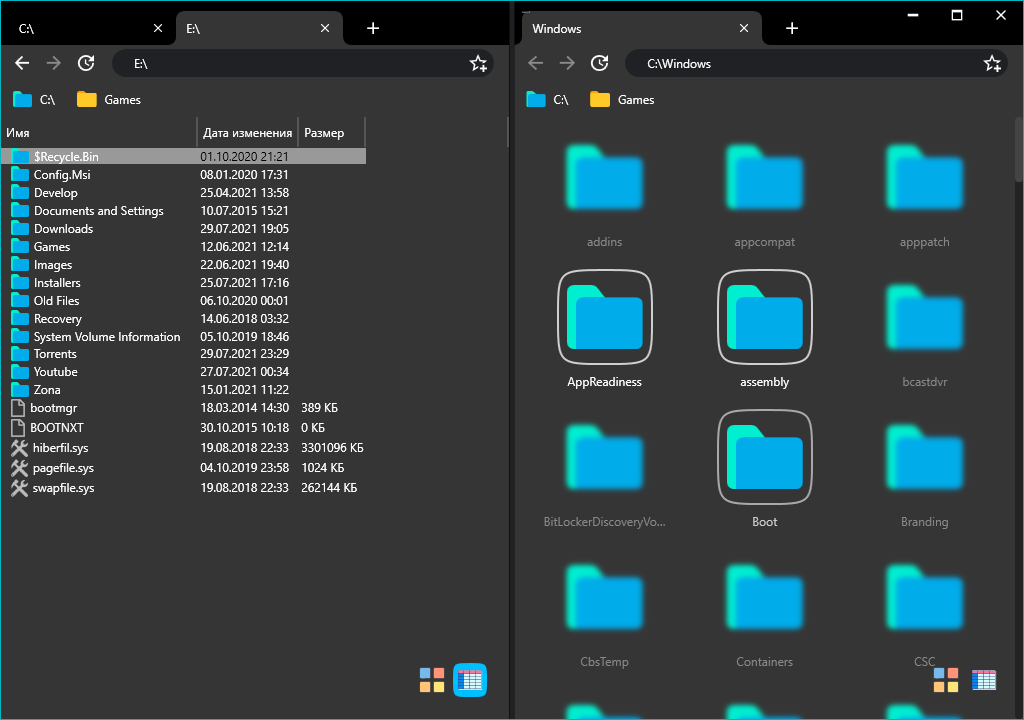 C:\
E:\
E:\
C:\ Games
Имя Дата изменения Размер
$Recycle.Bin 01.10.2020 21:21
Config.Msi 08.01.2020 17:31
Develop 25.04.2021 13:58
Documents and Settings 10.07.2015 15:21
Downloads 29.07.2021 19:05
Games 12.06.2021 12:14
Images 22.06.2021 19:40
Installers 25.07.2021 17:16
Old Files 06.10.2020 00:01
Recovery 14.06.2018 03:32
System Volume Information 05.10.2019 18:46
Torrents 29.07.2021 23:29
Youtube 27.07.2021 00:34
Zona 15.01.2021 11:22
bootmgr 18.03.2014 14:30 389 КБ
BOOTNXT 30.10.2015 10:18 0 КБ
hiberfil.sys 19.08.2018 22:33 3301096 КБ
pagefile.sys 04.10.2019 23:58 1024 КБ
swapfile.sys 19.08.2018 22:33 262144 КБ
Windows
C:\Windows
C:\ Games
addins appcompat apppatch
AppReadiness assembly bcastdvr
BitLockerDiscoveryVo... Boot Branding
CbsTemp Containers CSC